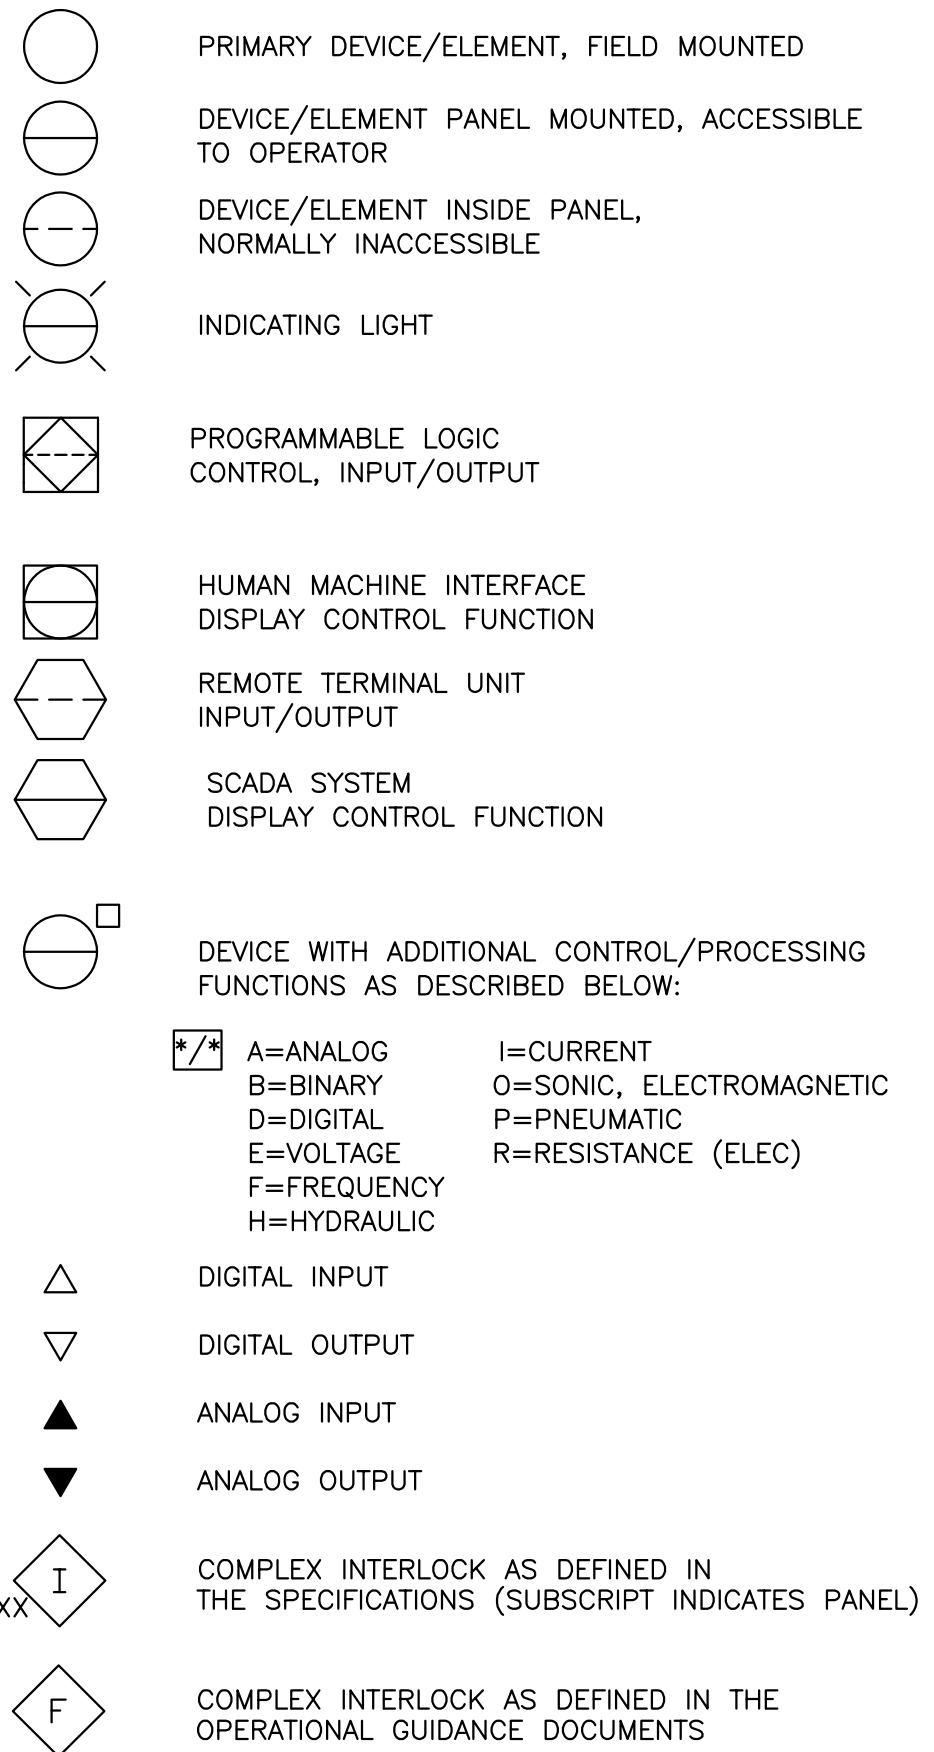 PRIMARY DEVICE/ELEMENT, FIELD MOUNTED
DEVICE/ELEMENT PANEL MOUNTED, ACCESSIBLE
TO OPERATOR
DEVICE/ELEMENT INSIDE PANEL,
NORMALLY INACCESSIBLE
INDICATING LIGHT
PROGRAMMABLE LOGIC
CONTROL, INPUT/OUTPUT
HUMAN MACHINE INTERFACE
DISPLAY CONTROL FUNCTION
REMOTE TERMINAL UNIT
INPUT/OUTPUT
SCADA SYSTEM
DISPLAY CONTROL FUNCTION
DEVICE WITH ADDITIONAL CONTROL/PROCESSING
FUNCTIONS AS DESCRIBED BELOW:
*/* A=ANALOG I=CURRENT
B=BINARY O=SONIC, ELECTROMAGNETIC
D=DIGITAL P=PNEUMATIC
E=VOLTAGE R=RESISTANCE (ELEC)
F=FREQUENCY
H=HYDRAULIC
DIGITAL INPUT
DIGITAL OUTPUT
ANALOG INPUT
ANALOG OUTPUT
I COMPLEX INTERLOCK AS DEFINED IN
XX THE SPECIFICATIONS (SUBSCRIPT INDICATES PANEL)
F COMPLEX INTERLOCK AS DEFINED IN THE
OPERATIONAL GUIDANCE DOCUMENTS